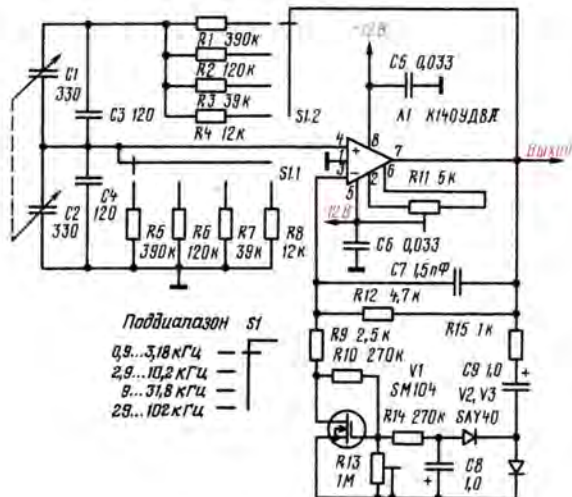 C1
330
C2
330
C3 120
C4
120
R1 390к
R2 120к
R3 39к
R4 12к
S1.2
S1.1
R5
390к
R6
120к
R7
39к
R8
12к
-12В
C5 0,033
А1 К140УД8А
4
1
3
5
8
7
6
2
+
−
Выход
R11 5к
-12В
C6 0,033
C7 1,5пФ
R12 4,7к
R9 2,5к
R10 270к
V1
SM104
R15 1к
C9 1,0
+
V2, V3
SAY40
R14 270к
R13
1М
C8
1,0
+
Поддиапазон S1
0,9...3,18кГц
2,9...10,2кГц
9...31,8кГц
29...102кГц